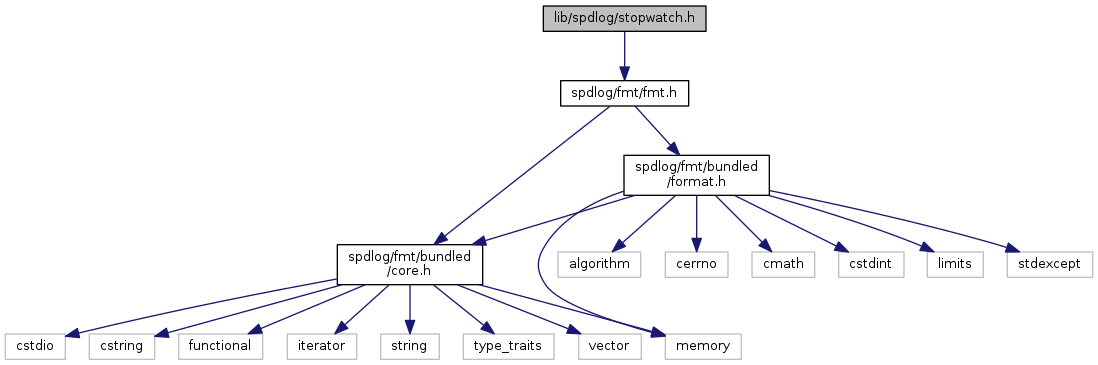 lib/spdlog/stopwatch.h
spdlog/fmt/fmt.h
spdlog/fmt/bundled
/format.h
spdlog/fmt/bundled
/core.h
algorithm
cerrno
cmath
cstdint
limits
stdexcept
cstdio
cstring
functional
iterator
string
type_traits
vector
memory